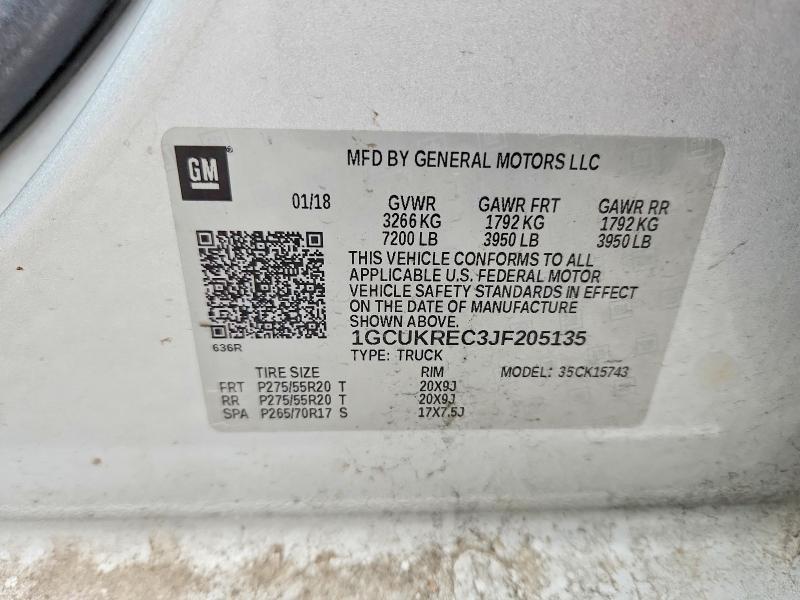 GM
MFD BY GENERAL MOTORS LLC
01/18 GVWR GAWR FRT GAWR RR
3266 KG 1792 KG 1792 KG
7200 LB 3950 LB 3950 LB
THIS VEHICLE CONFORMS TO ALL
APPLICABLE U.S. FEDERAL MOTOR
VEHICLE SAFETY STANDARDS IN EFFECT
ON THE DATE OF MANUFACTURE
SHOWN ABOVE.
1GCUKREC3JF205135
636R
TYPE: TRUCK
TIRE SIZE RIM MODEL: 35CK15743
FRT P275/55R20 T 20X9J
RR P275/55R20 T 20X9J
SPA P265/70R17 S 17X7.5J